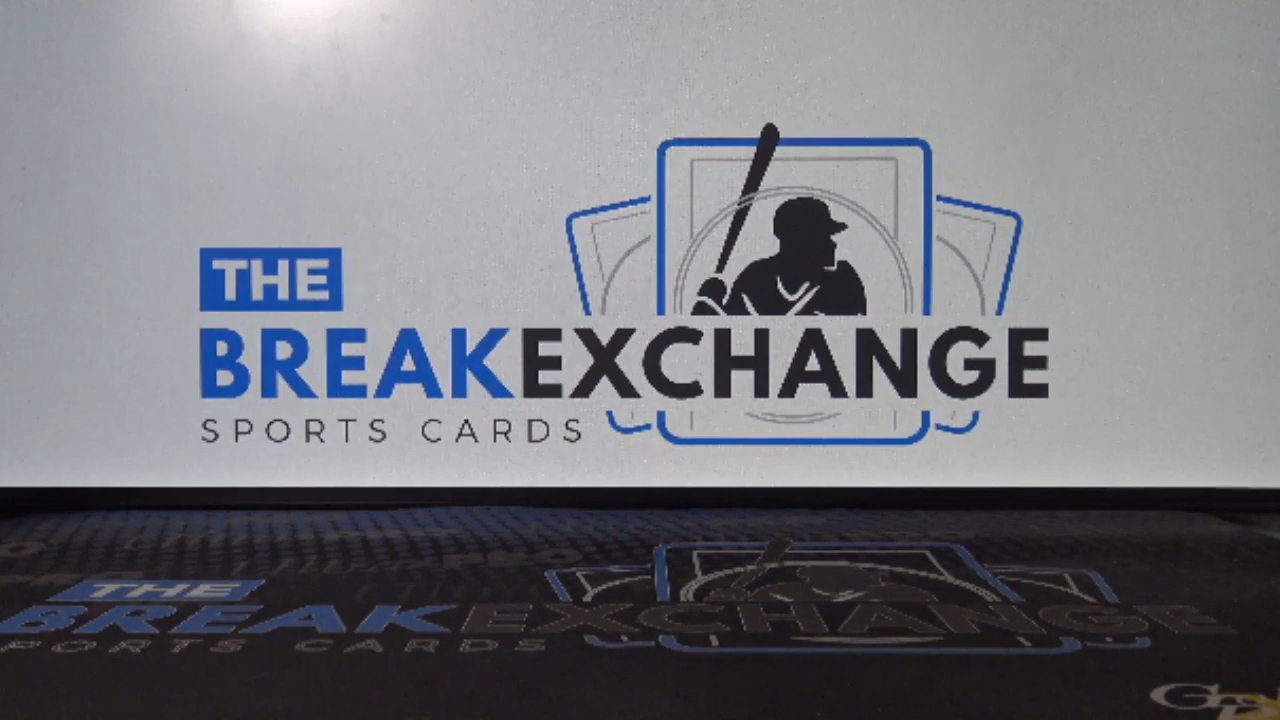 THE
BREAKEXCHANGE
SPORTS CARDS
THE
BREAKEXCHANGE
SPORTS CARDS